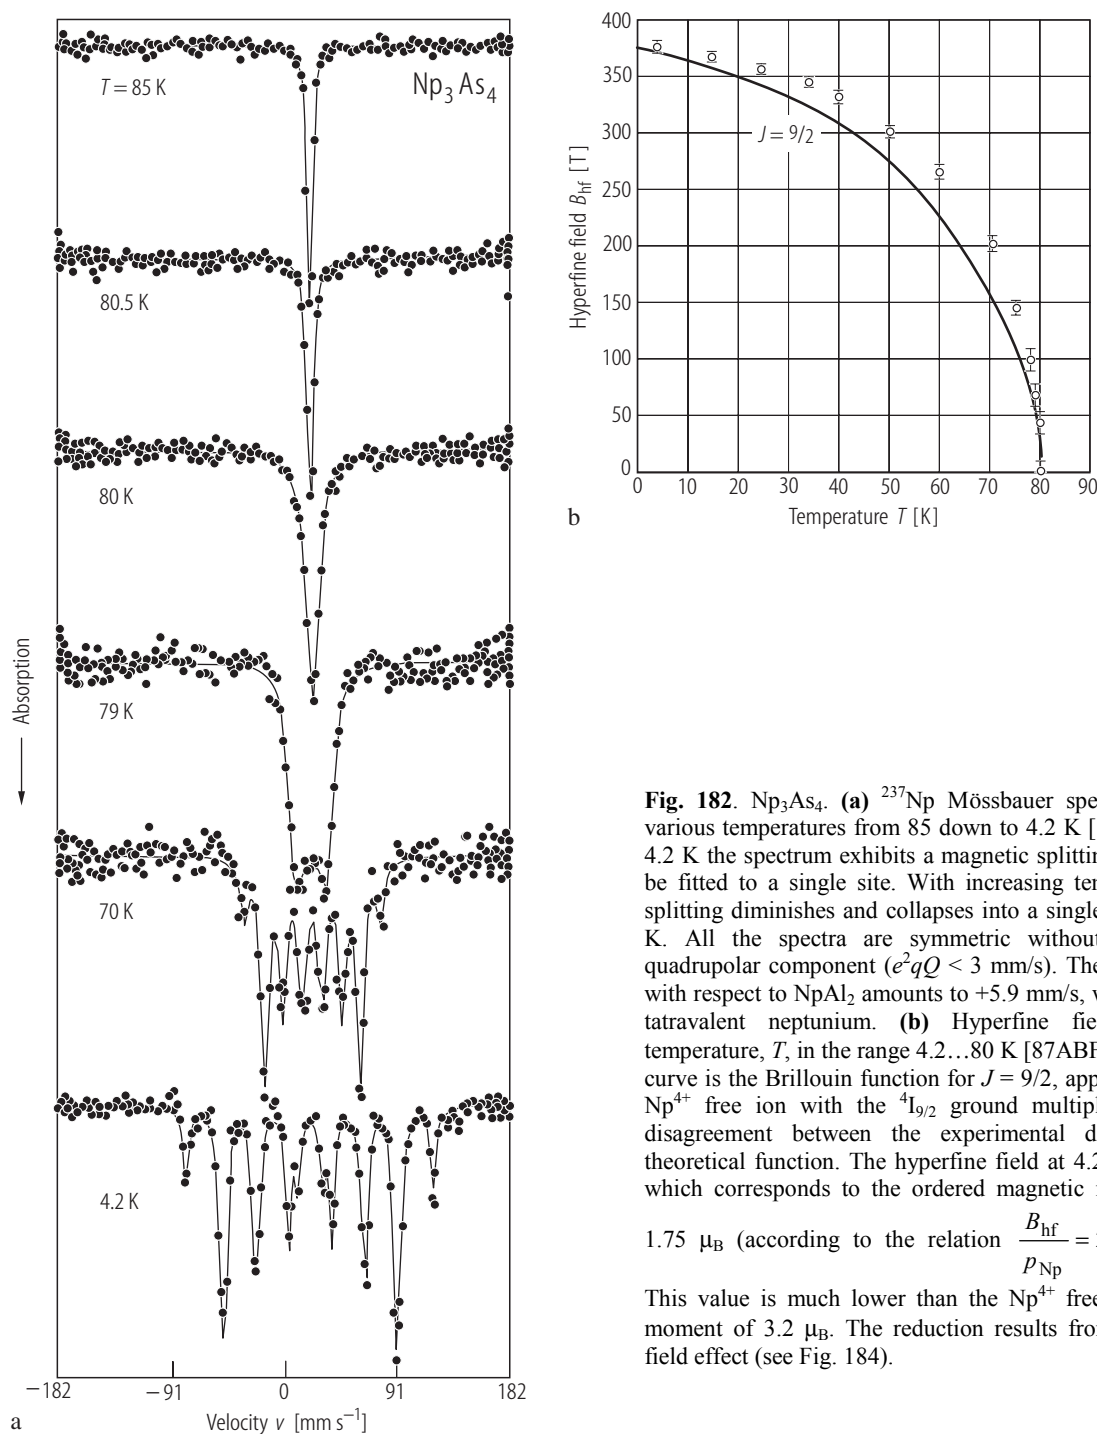 T = 85 K
Np3As4
80.5 K
80 K
79 K
70 K
4.2 K
Absorption
−182 −91 0 91 182
Velocity v [mm s−1]
a
400
350
300
250
200
150
100
50
0
J = 9/2
Hyperfine field Bhf [T]
0 10 20 30 40 50 60 70 80 90
Temperature T [K]
b
Fig. 182. Np3As4. (a) 237Np Mössbauer spe
various temperatures from 85 down to 4.2 K [
4.2 K the spectrum exhibits a magnetic splittin
be fitted to a single site. With increasing ten
splitting diminishes and collapses into a single
K. All the spectra are symmetric without
quadrupolar component (e2qQ < 3 mm/s). The
with respect to NpAl2 amounts to +5.9 mm/s, v
tatravalent neptunium. (b) Hyperfine fie
temperature, T, in the range 4.2…80 K [87ABF
curve is the Brillouin function for J = 9/2, app
Np4+ free ion with the 4I9/2 ground multipl
disagreement between the experimental d
theoretical function. The hyperfine field at 4.2
which corresponds to the ordered magnetic
1.75 μB (according to the relation Bhf/pNp =
This value is much lower than the Np4+ free
moment of 3.2 μB. The reduction results from
field effect (see Fig. 184).